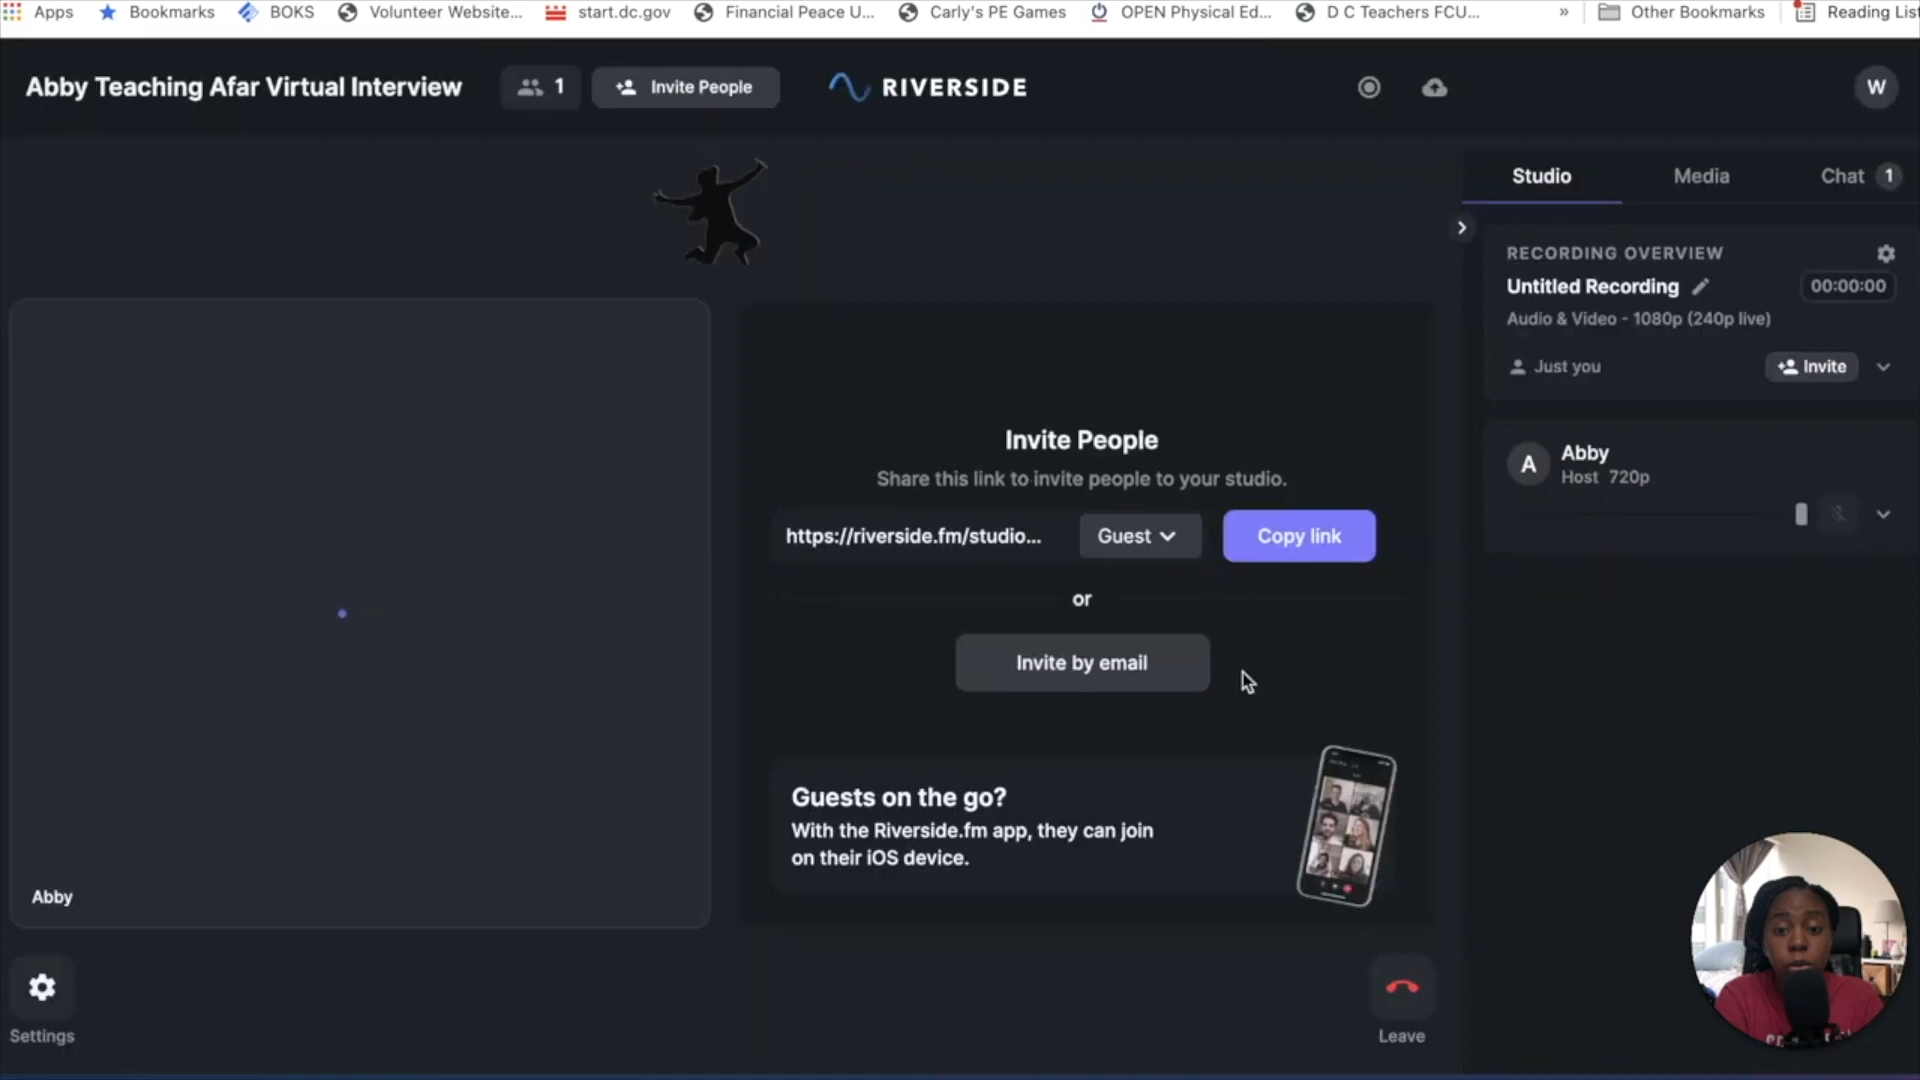 Apps Bookmarks BOKS Volunteer Website... start.dc.gov Financial Peace U... Carly's PE Games OPEN Physical Ed... D C Teachers FCU... » Other Bookmarks Reading List
Abby Teaching Afar Virtual Interview 1 Invite People RIVERSIDE W
Studio Media Chat 1
RECORDING OVERVIEW
Untitled Recording 00:00:00
Audio & Video - 1080p (240p live)
Just you Invite
A Abby
Host 720p
Invite People
Share this link to invite people to your studio.
https://riverside.fm/studio... Guest Copy link
or
Invite by email
Guests on the go?
With the Riverside.fm app, they can join
on their iOS device.
Abby
Settings
Leave